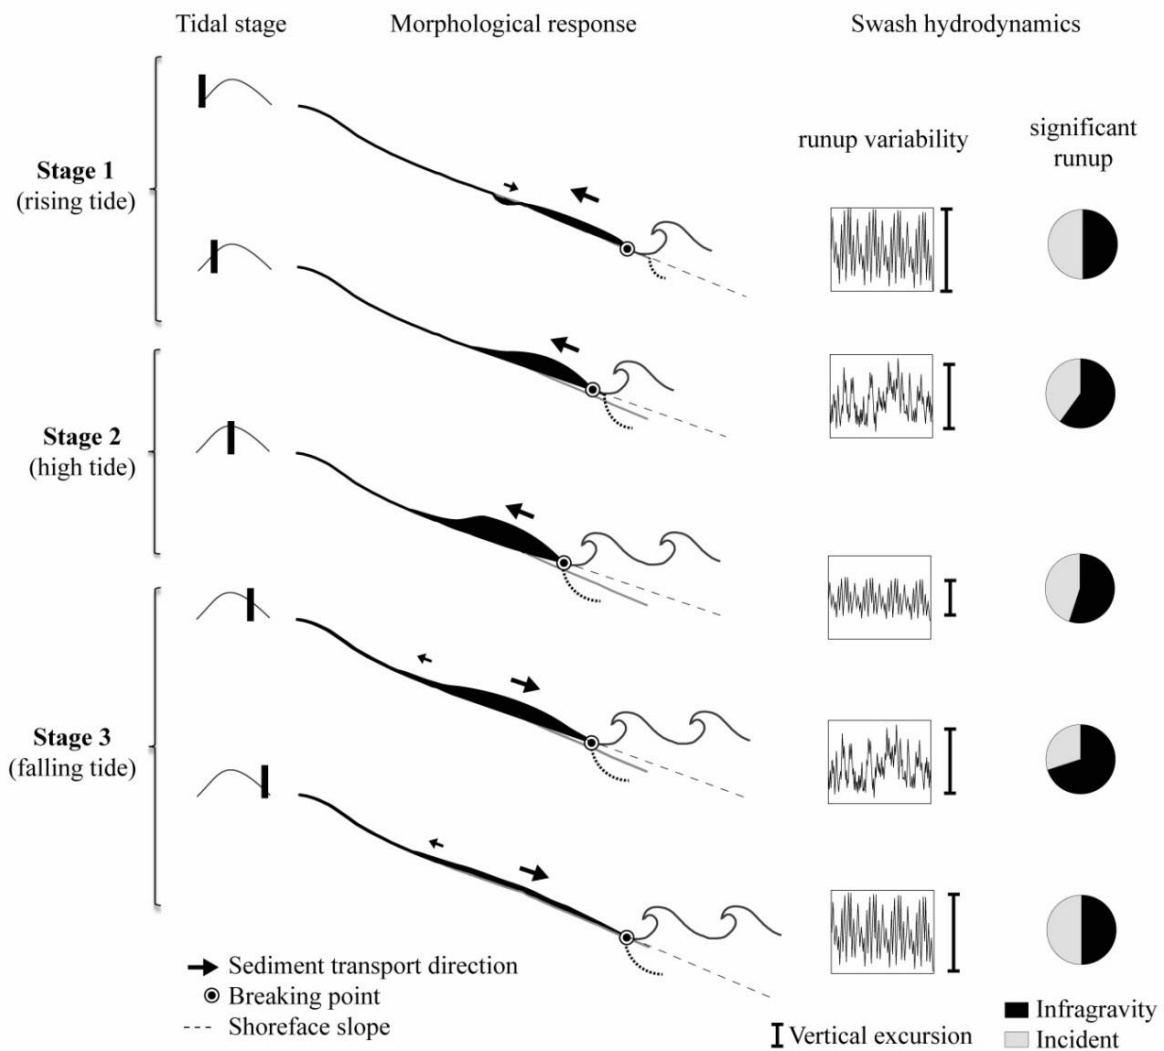 Tidal stage
Morphological response
Swash hydrodynamics
runup variability
significant
runup
Stage 1
(rising tide)
Stage 2
(high tide)
Stage 3
(falling tide)
Sediment transport direction
Breaking point
Shoreface slope
Vertical excursion
Infragravity
Incident